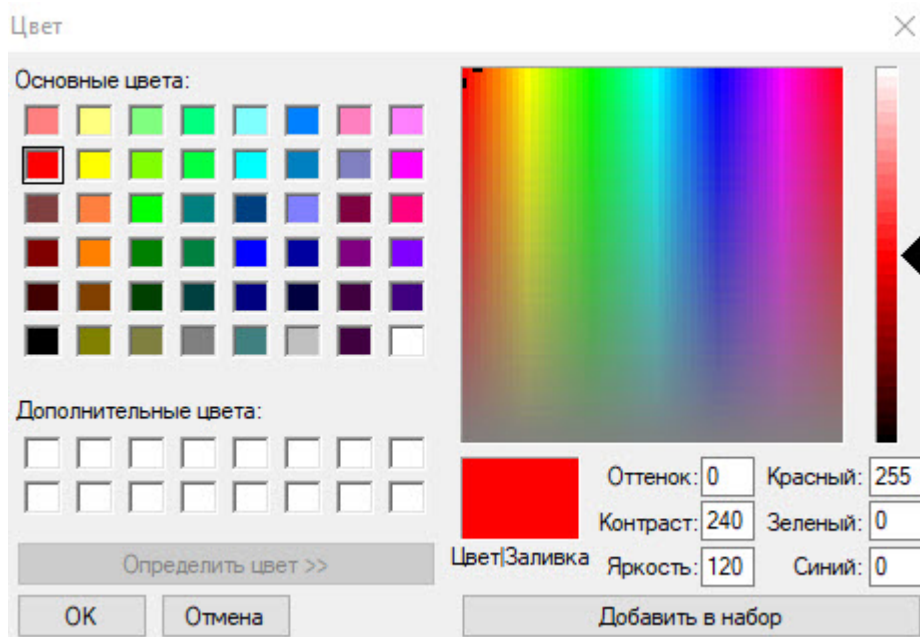 Цвет
Основные цвета:
Дополнительные цвета:
Определить цвет >>
OK
Отмена
Цвет|Заливка
Оттенок: 0
Контраст: 240
Яркость: 120
Красный: 255
Зеленый: 0
Синий: 0
Добавить в набор